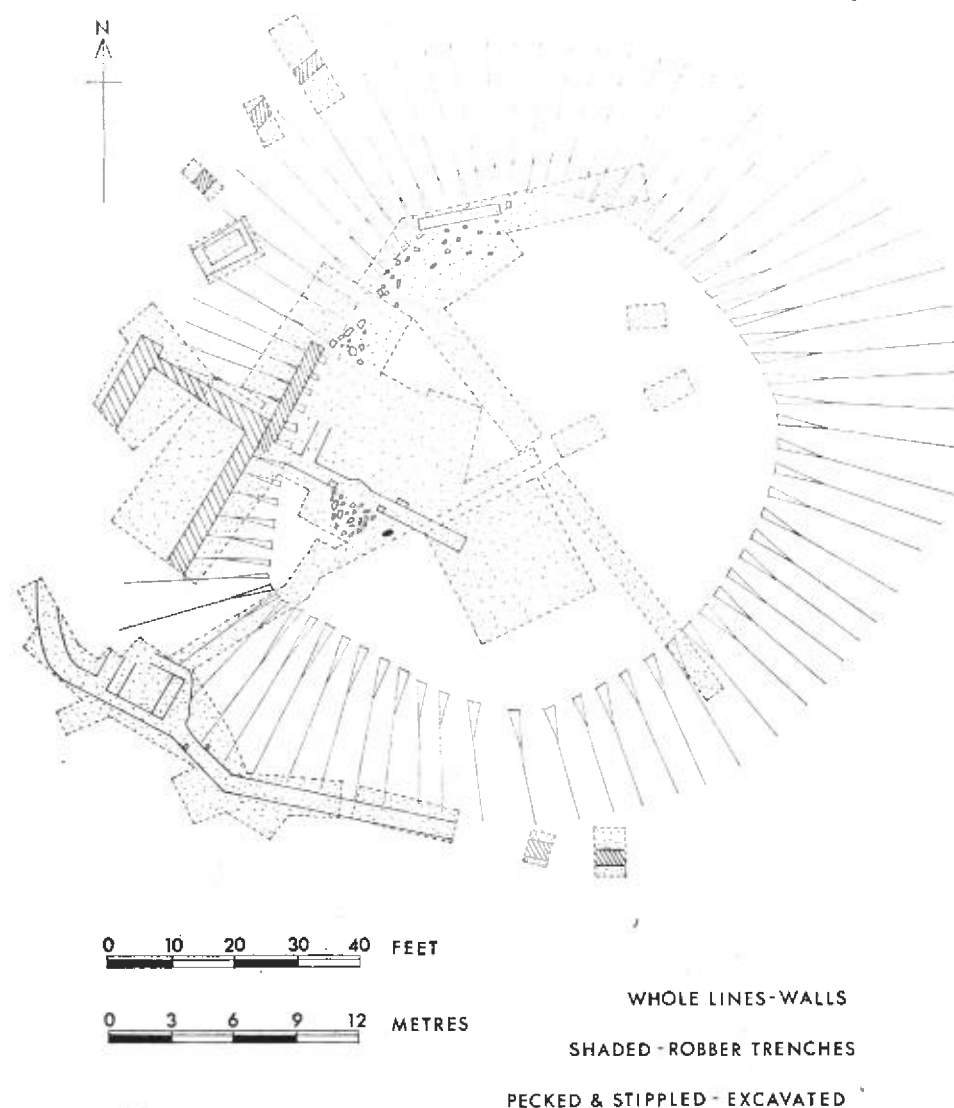 N
0 10 20 30 40 FEET
0 3 6 9 12 METRES
WHOLE LINES-WALLS
SHADED-ROBBER TRENCHES
PECKED & STIPPLED-EXCAVATED